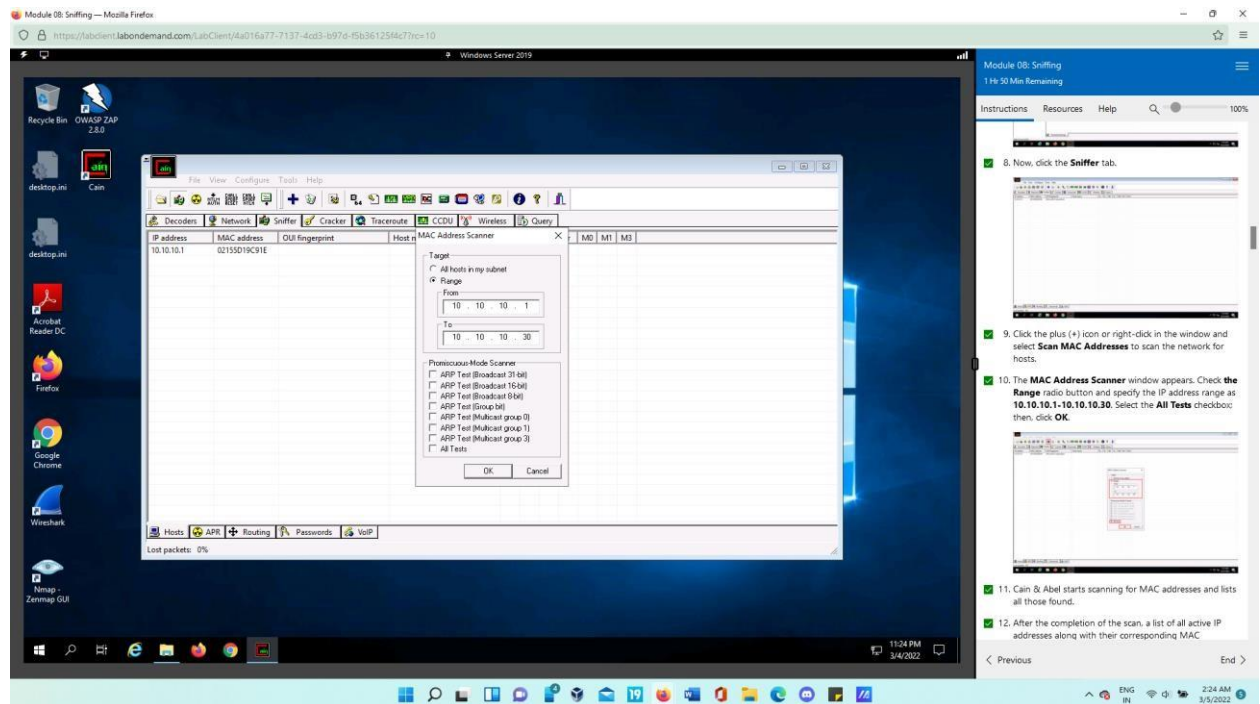 Module 08: Sniffing — Mozilla Firefox
https://labclient.labondemand.com/LabClient/4a016a77-7137-4cd3-b97d-f5b36125f4c7?rc=10
Windows Server 2019
Recycle Bin
OWASP ZAP
2.8.0
desktop.ini
Cain
desktop.ini
Acrobat
Reader DC
Firefox
Google
Chrome
Wireshark
Nmap -
Zenmap GUI
File View Configure Tools Help
Decoders Network Sniffer Cracker Traceroute CCDU Wireless Query
IP address MAC address OUI fingerprint Host n M0 M1 M3
10.10.10.1 02155D19C91E
MAC Address Scanner
Target
All hosts in my subnet
Range
From
10 . 10 . 10 . 1
To
10 . 10 . 10 . 30
Promiscuous-Mode Scanner
ARP Test (Broadcast 31-bit)
ARP Test (Broadcast 16-bit)
ARP Test (Broadcast 8-bit)
ARP Test (Group bit)
ARP Test (Multicast group 0)
ARP Test (Multicast group 1)
ARP Test (Multicast group 3)
All Tests
OK Cancel
Hosts APR Routing Passwords VoIP
Lost packets: 0%
11:24 PM
3/4/2022
Module 08: Sniffing
1 Hr 50 Min Remaining
Instructions Resources Help 100%
8. Now, click the Sniffer tab.
9. Click the plus (+) icon or right-click in the window and
select Scan MAC Addresses to scan the network for
hosts.
10. The MAC Address Scanner window appears. Check the
Range radio button and specify the IP address range as
10.10.10.1-10.10.10.30. Select the All Tests checkbox;
then, click OK.
11. Cain & Abel starts scanning for MAC addresses and lists
all those found.
12. After the completion of the scan, a list of all active IP
addresses along with their corresponding MAC
< Previous End >
ENG
IN
2:24 AM
3/5/2022